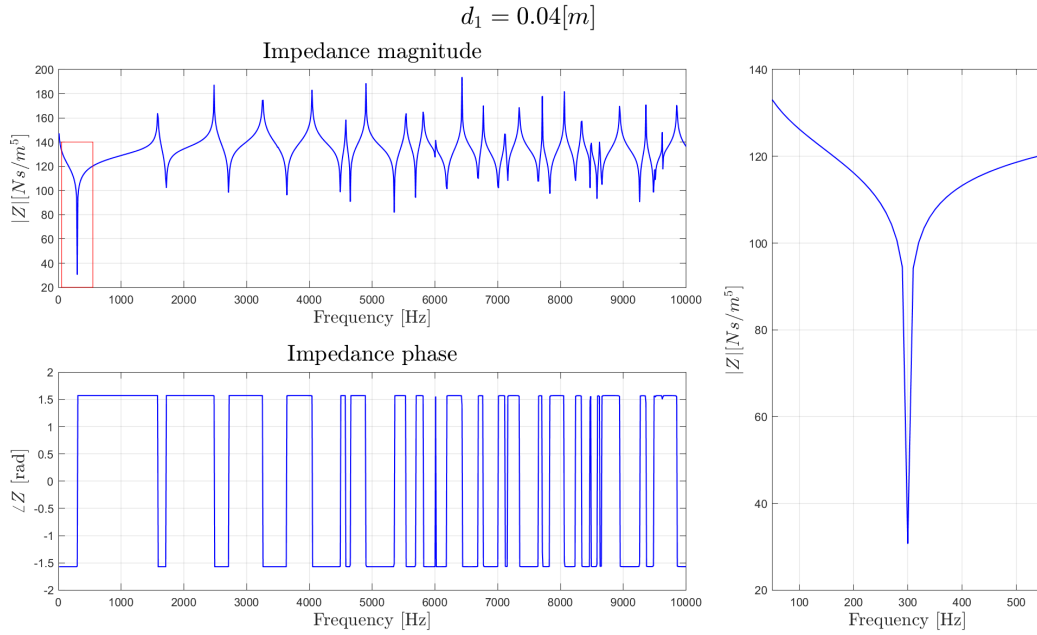 d₁ = 0.04[m]
Impedance magnitude
200
180
160
140
120
100
80
60
40
20
|Z|[Ns/m⁵]
0 1000 2000 3000 4000 5000 6000 7000 8000 9000 10000
Frequency [Hz]
Impedance phase
2
1.5
1
0.5
0
-0.5
-1
-1.5
-2
∠Z [rad]
0 1000 2000 3000 4000 5000 6000 7000 8000 9000 10000
Frequency [Hz]
140
120
100
80
60
40
20
|Z|[Ns/m⁵]
100 200 300 400 500
Frequency [Hz]